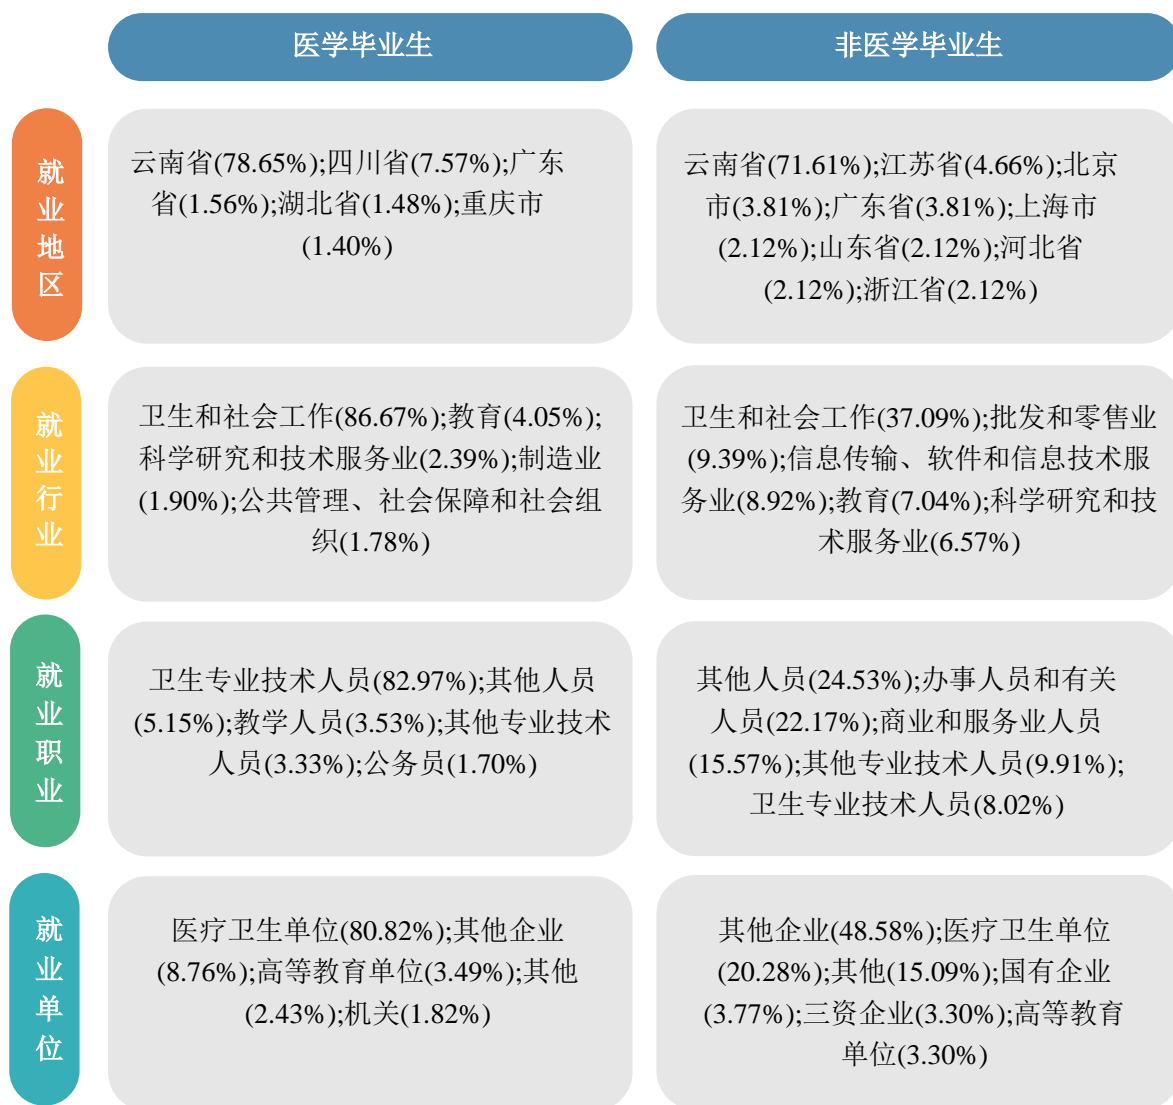 医学毕业生
非医学毕业生
就业地区
云南省(78.65%);四川省(7.57%);广东
省(1.56%);湖北省(1.48%);重庆市
(1.40%)
云南省(71.61%);江苏省(4.66%);北京
市(3.81%);广东省(3.81%);上海市
(2.12%);山东省(2.12%);河北省
(2.12%);浙江省(2.12%)
就业行业
卫生和社会工作(86.67%);教育(4.05%);
科学研究和技术服务业(2.39%);制造业
(1.90%);公共管理、社会保障和社会组
织(1.78%)
卫生和社会工作(37.09%);批发和零售业
(9.39%);信息传输、软件和信息技术服
务业(8.92%);教育(7.04%);科学研究和技
术服务业(6.57%)
就业职业
卫生专业技术人员(82.97%);其他人员
(5.15%);教学人员(3.53%);其他专业技术
人员(3.33%);公务员(1.70%)
其他人员(24.53%);办事人员和有关
人员(22.17%);商业和服务业人员
(15.57%);其他专业技术人员(9.91%);
卫生专业技术人员(8.02%)
就业单位
医疗卫生单位(80.82%);其他企业
(8.76%);高等教育单位(3.49%);其他
(2.43%);机关(1.82%)
其他企业(48.58%);医疗卫生单位
(20.28%);其他(15.09%);国有企业
(3.77%);三资企业(3.30%);高等教育
单位(3.30%)